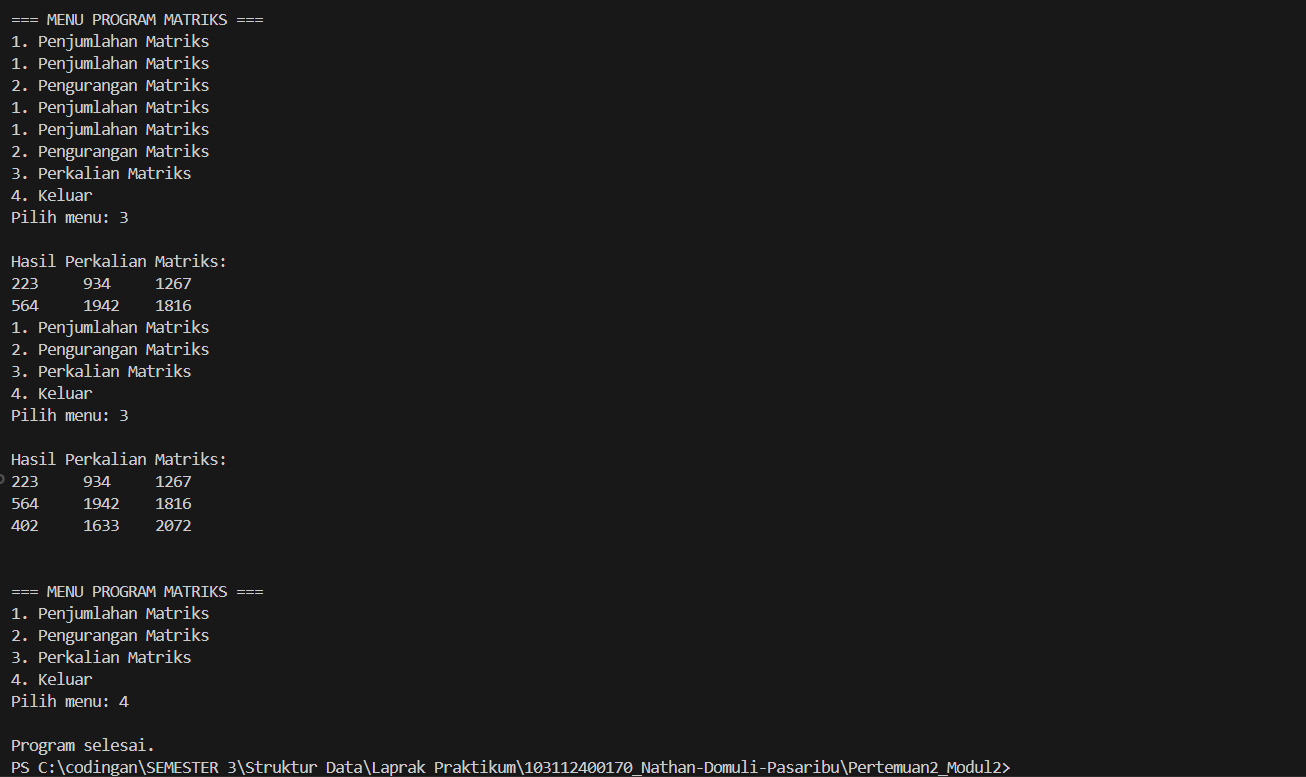 === MENU PROGRAM MATRIKS ===
1. Penjumlahan Matriks
1. Penjumlahan Matriks
2. Pengurangan Matriks
1. Penjumlahan Matriks
1. Penjumlahan Matriks
2. Pengurangan Matriks
3. Perkalian Matriks
4. Keluar
Pilih menu: 3
Hasil Perkalian Matriks:
223 934 1267
564 1942 1816
1. Penjumlahan Matriks
2. Pengurangan Matriks
3. Perkalian Matriks
4. Keluar
Pilih menu: 3
Hasil Perkalian Matriks:
223 934 1267
564 1942 1816
402 1633 2072
=== MENU PROGRAM MATRIKS ===
1. Penjumlahan Matriks
2. Pengurangan Matriks
3. Perkalian Matriks
4. Keluar
Pilih menu: 4
Program selesai.
PS C:\codingan\SEMESTER 3\Struktur Data\Laprak Praktikum\103112400170_Nathan-Domuli-Pasaribu\Pertemuan2_Modul2>